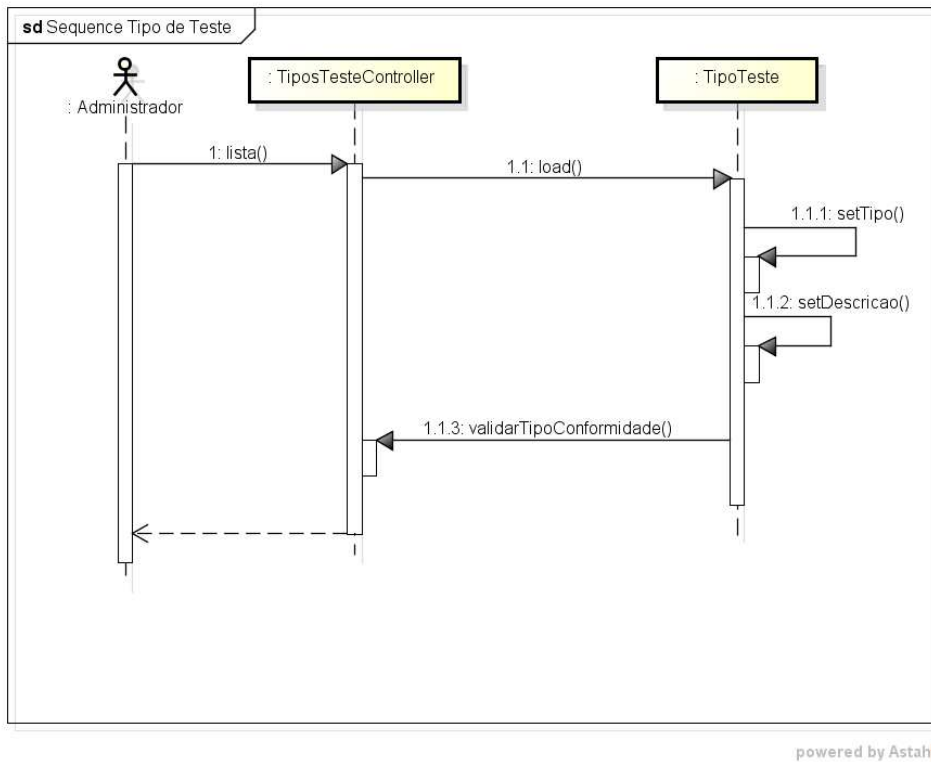 sd Sequence Tipo de Teste
: Administrador
: TiposTesteController
: TipoTeste
1: lista()
1.1: load()
1.1.1: setTipo()
1.1.2: setDescricao()
1.1.3: validarTipoConformidade()
powered by Astah